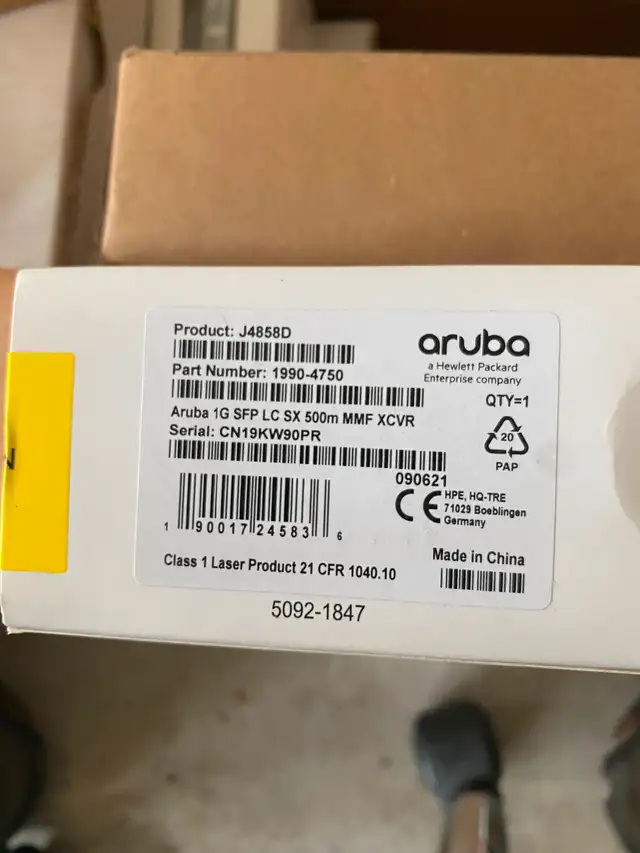 Product: J4858D
Part Number: 1990-4750
Aruba 1G SFP LC SX 500m MMF XCVR
Serial: CN19KW90PR
090621
1 90017 24583 6
Class 1 Laser Product 21 CFR 1040.10
aruba
a Hewlett Packard
Enterprise company
QTY=1
20
PAP
CE
HPE, HQ-TRE
71029 Boeblingen
Germany
Made in China
5092-1847
N